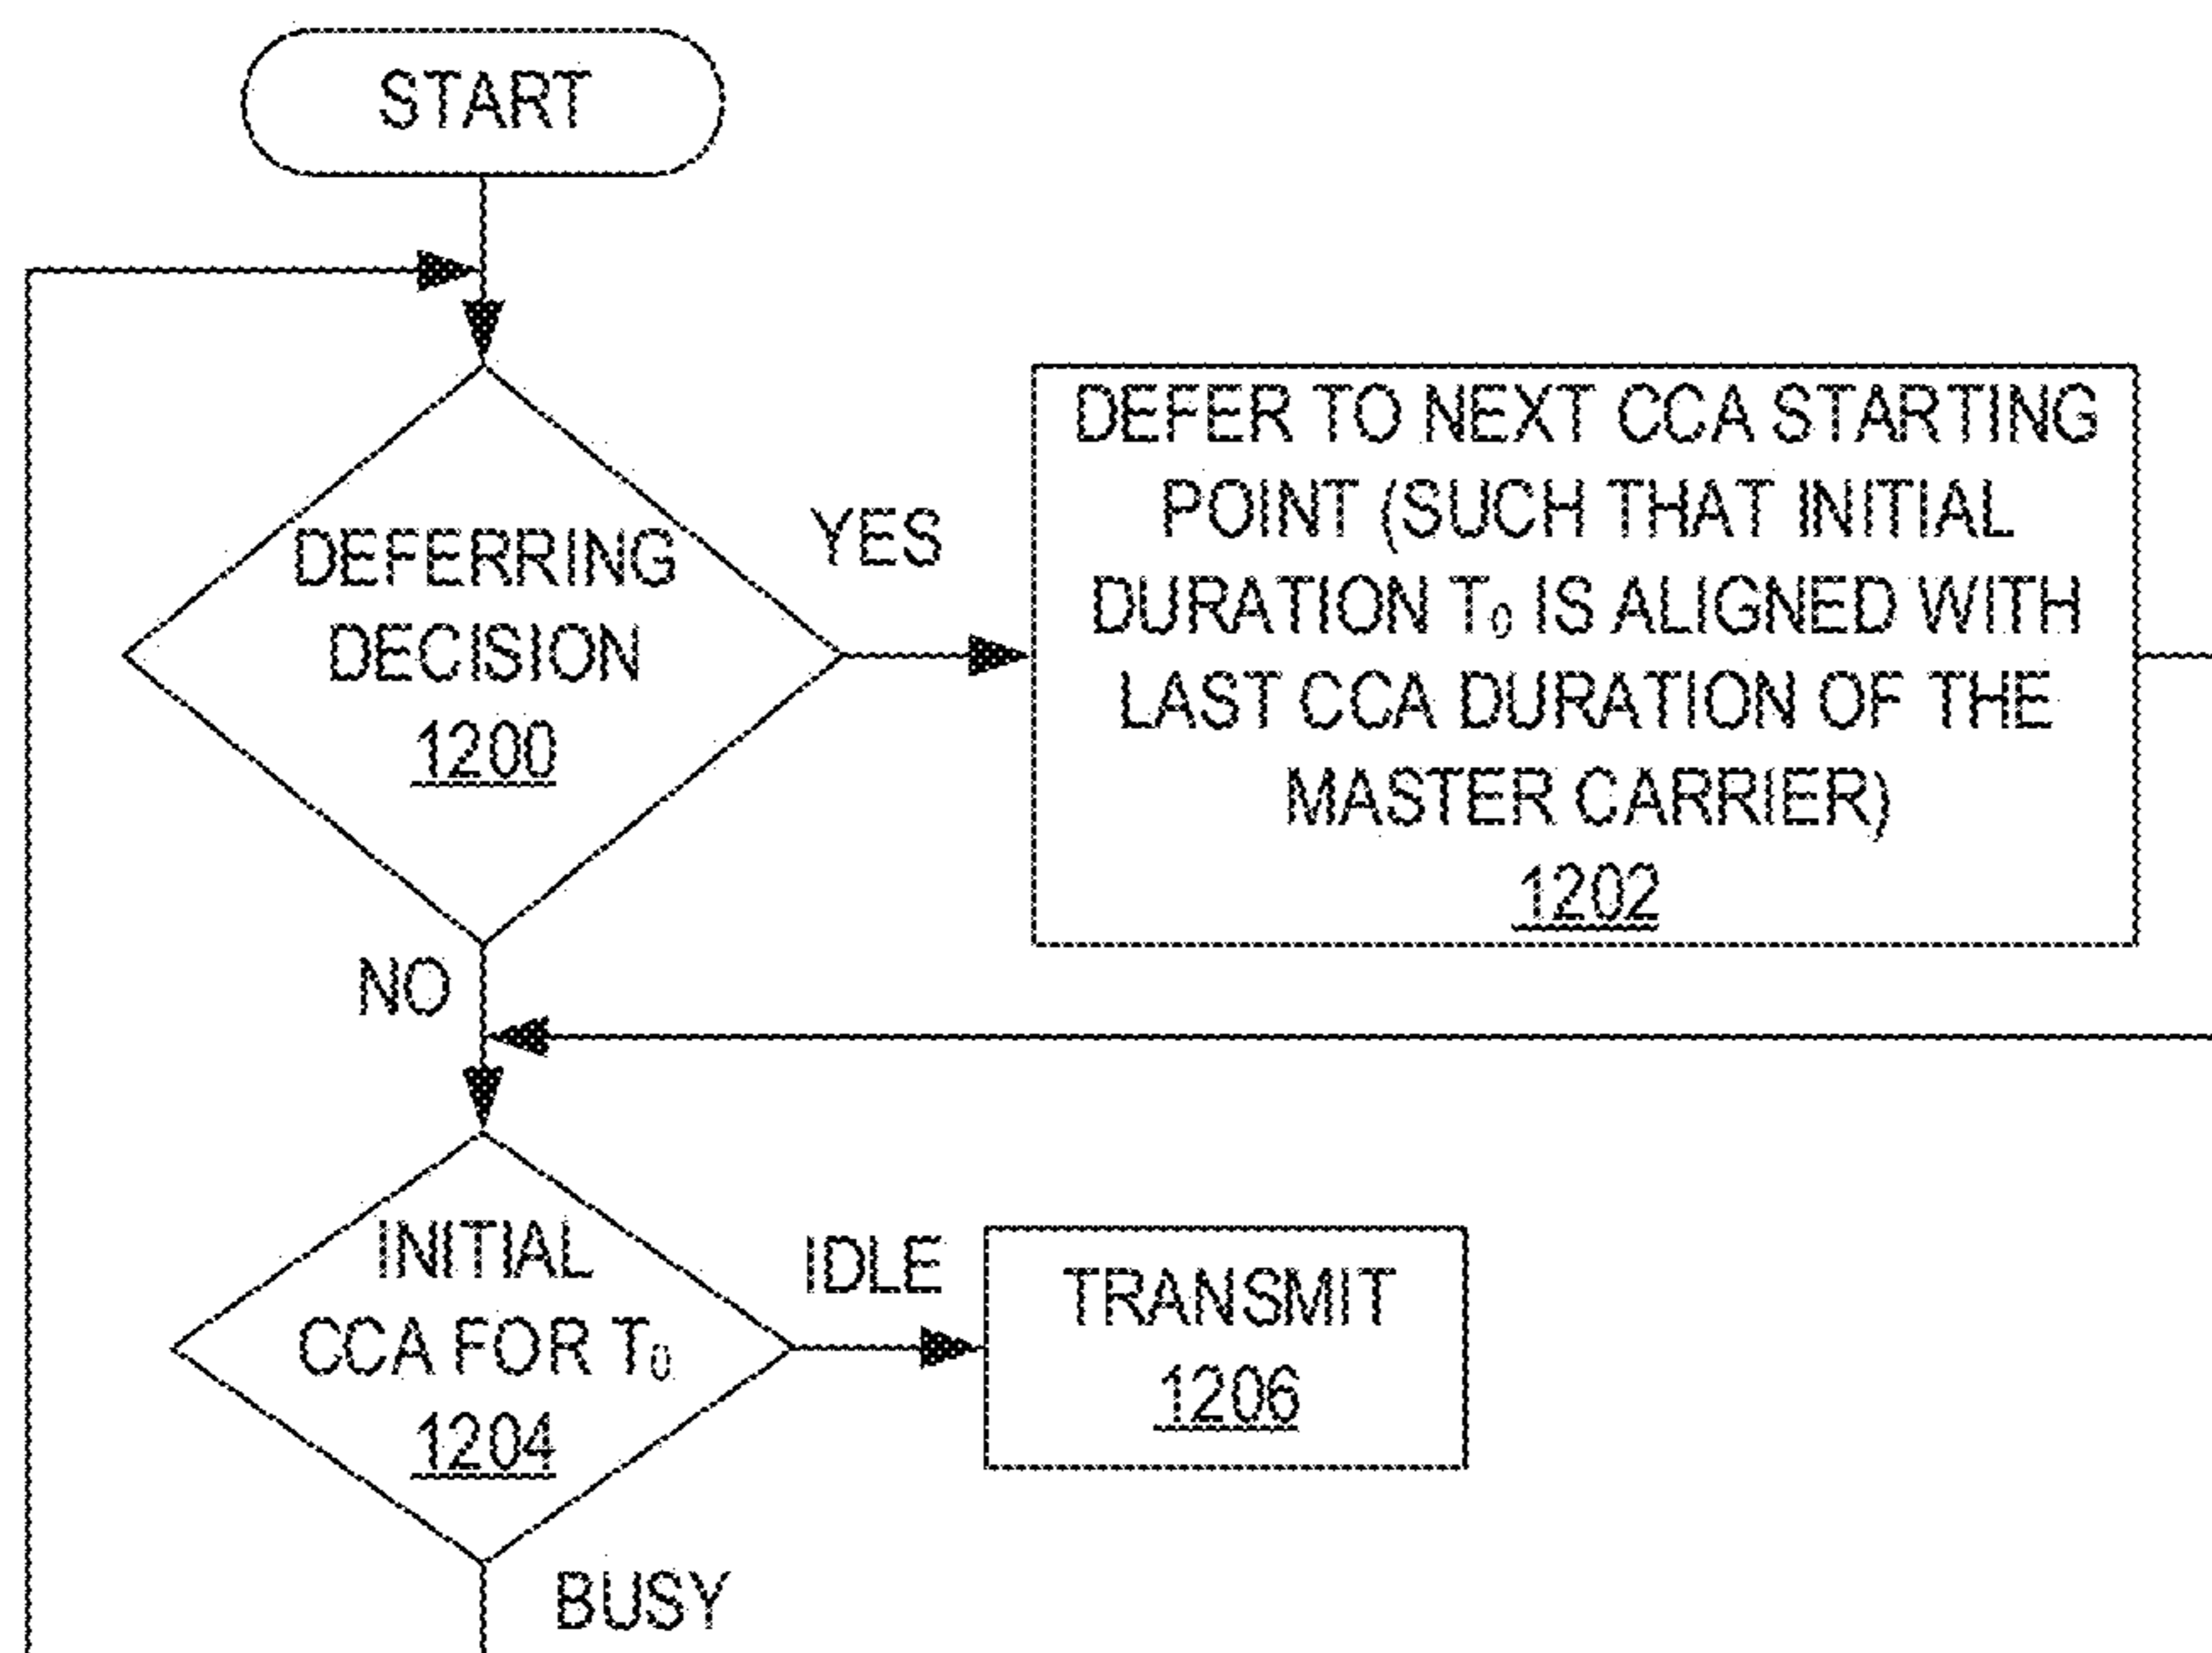 START
DEFERRING
DECISION
1200
YES
DEFER TO NEXT CCA STARTING
POINT (SUCH THAT INITIAL
DURATION T₀ IS ALIGNED WITH
LAST CCA DURATION OF THE
MASTER CARRIER)
1202
NO
INITIAL
CCA FOR T₀
1204
IDLE
TRANSMIT
1206
BUSY